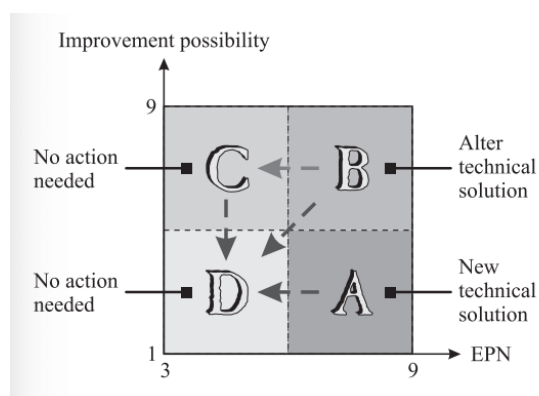 Improvement possibility
9
No action
needed
C
B
Alter
technical
solution
No action
needed
D
A
New
technical
solution
1
3
9
EPN